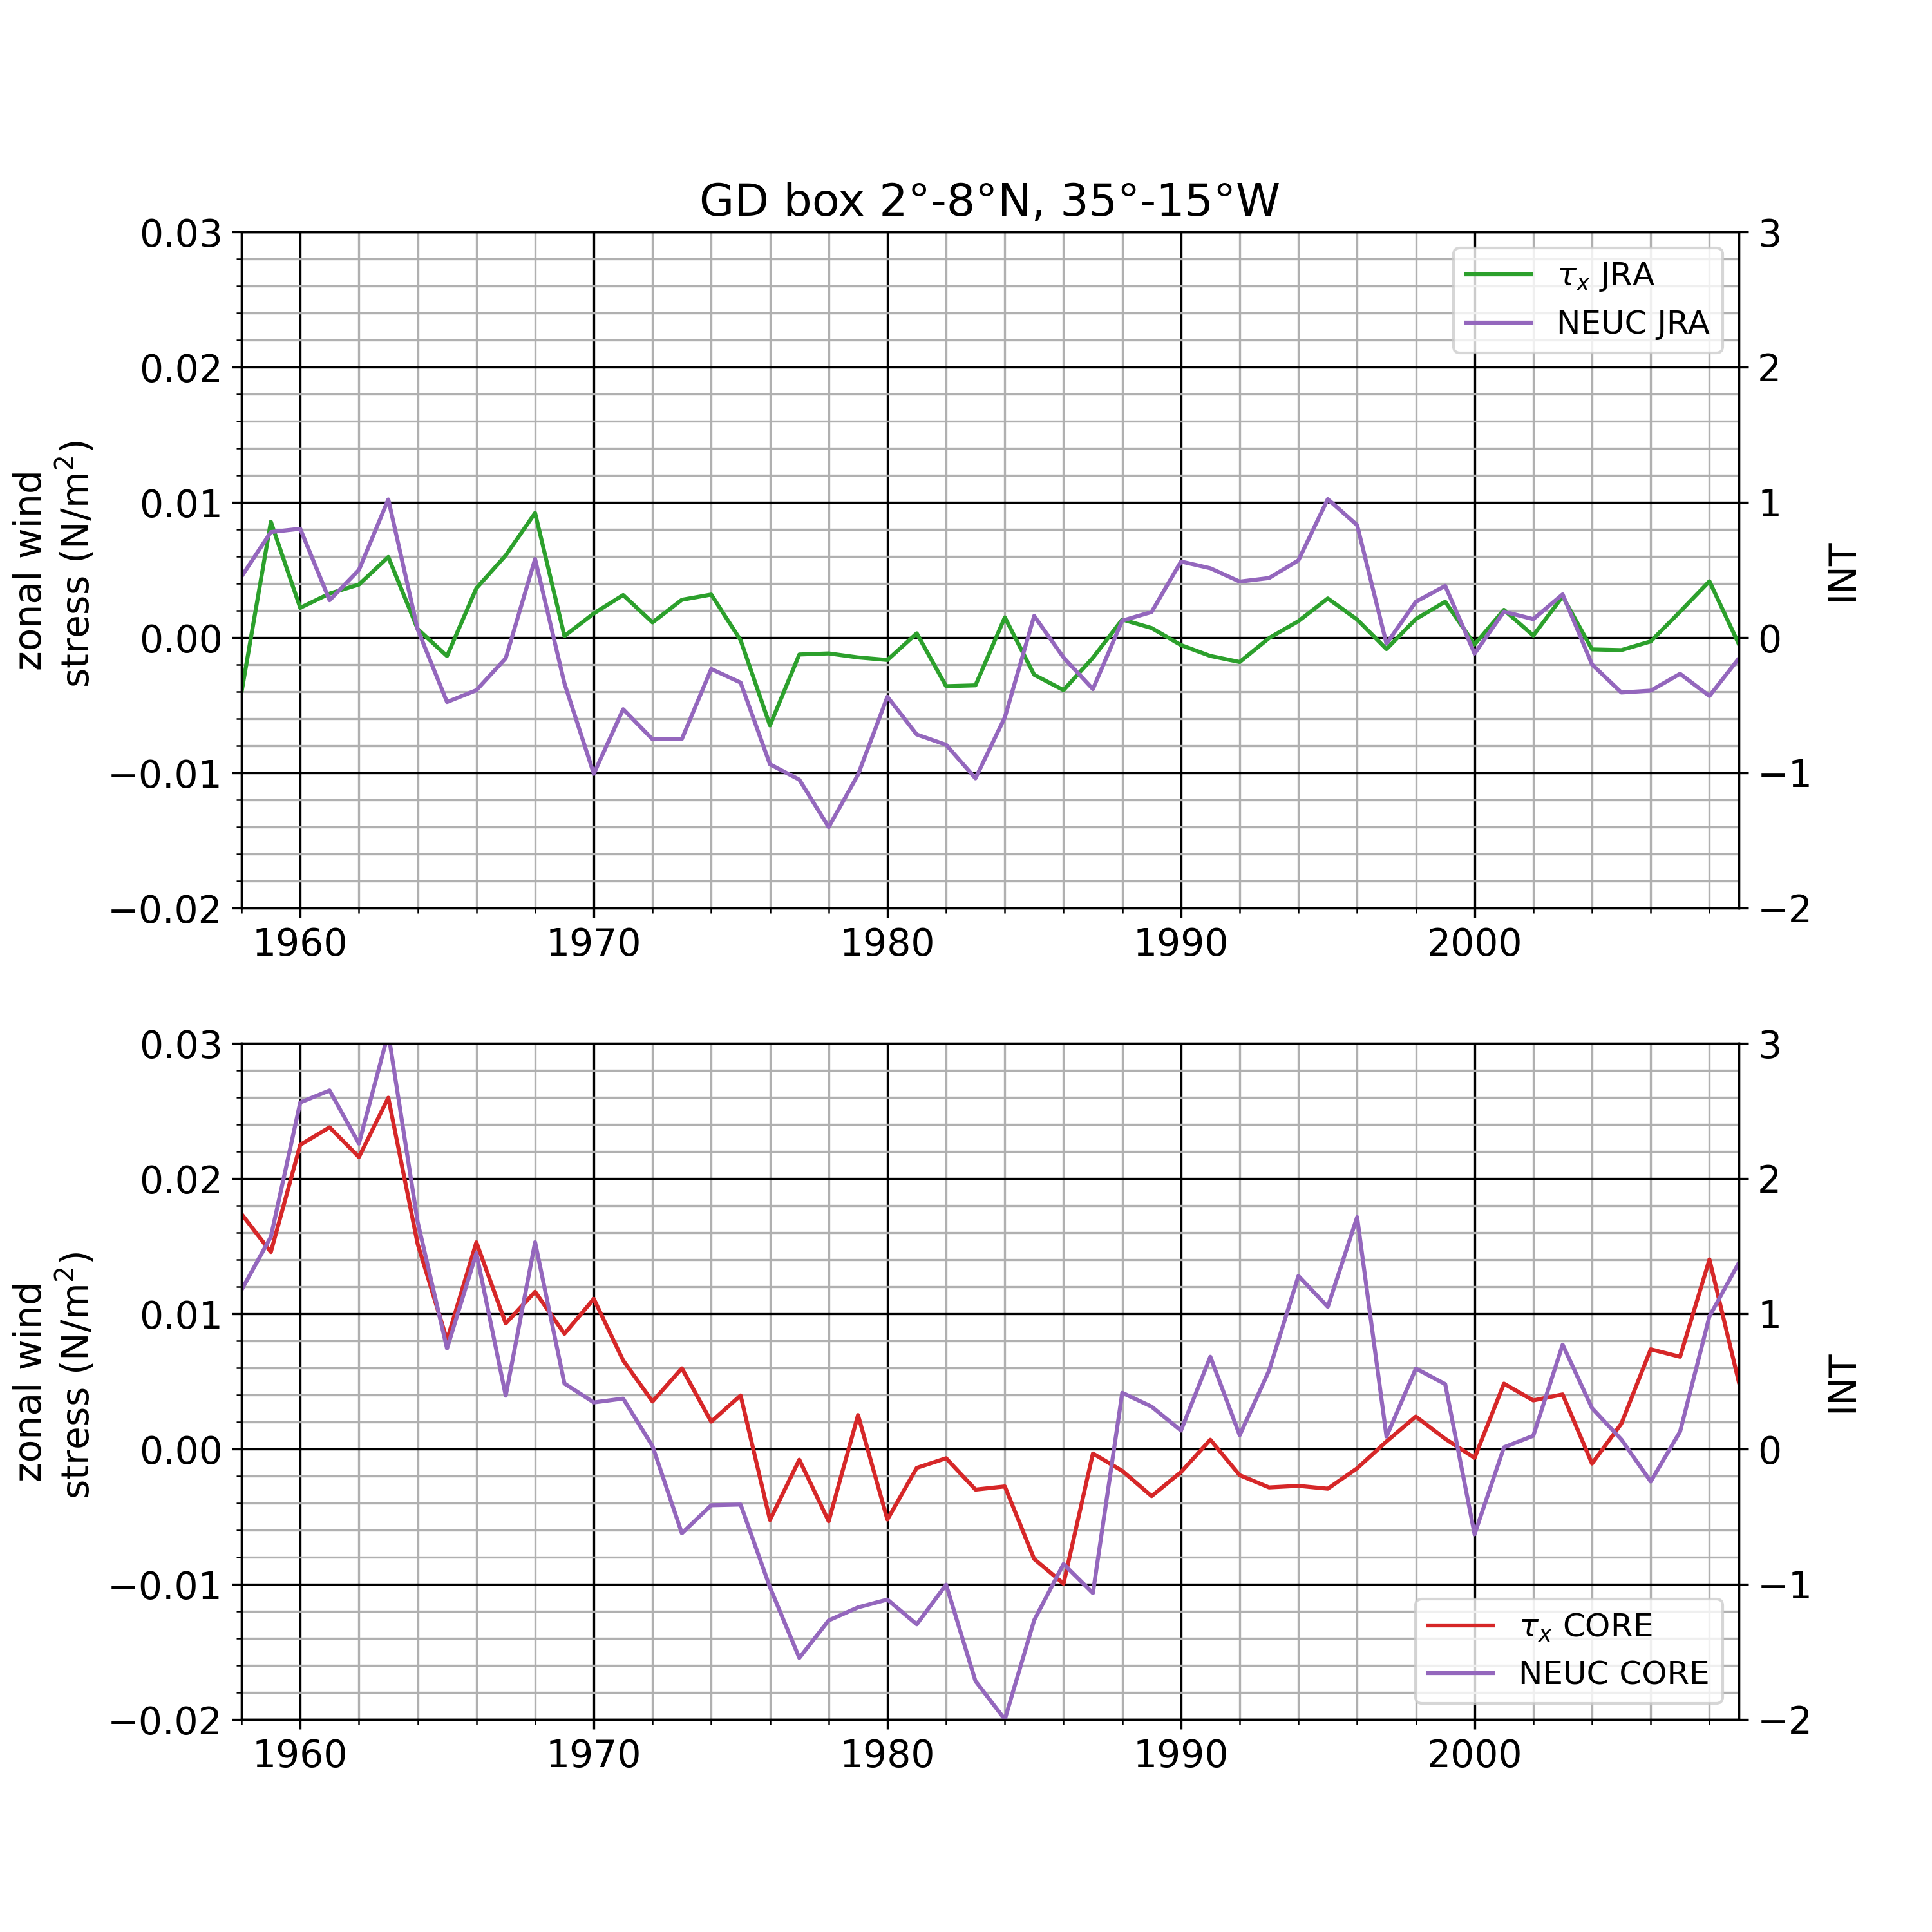 GD box 2°-8°N, 35°-15°W
0.03
0.02
0.01
0.00
−0.01
−0.02
zonal wind
stress (N/m²)
3
2
1
0
−1
−2
INT
τₓ JRA
NEUC JRA
1960 1970 1980 1990 2000
0.03
0.02
0.01
0.00
−0.01
−0.02
zonal wind
stress (N/m²)
3
2
1
0
−1
−2
INT
τₓ CORE
NEUC CORE
1960 1970 1980 1990 2000